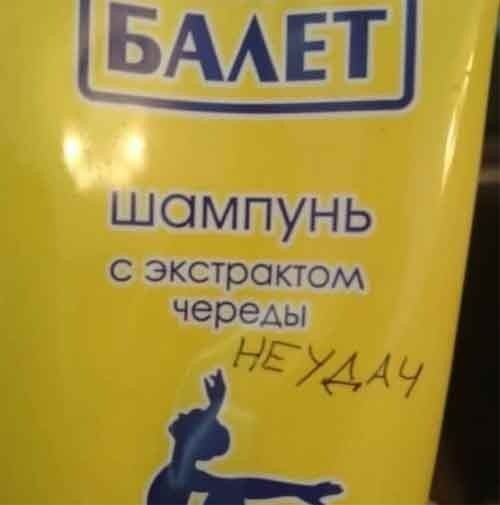 БАЛЕТ
шампунь
с экстрактом
череды
НЕУДАЧ